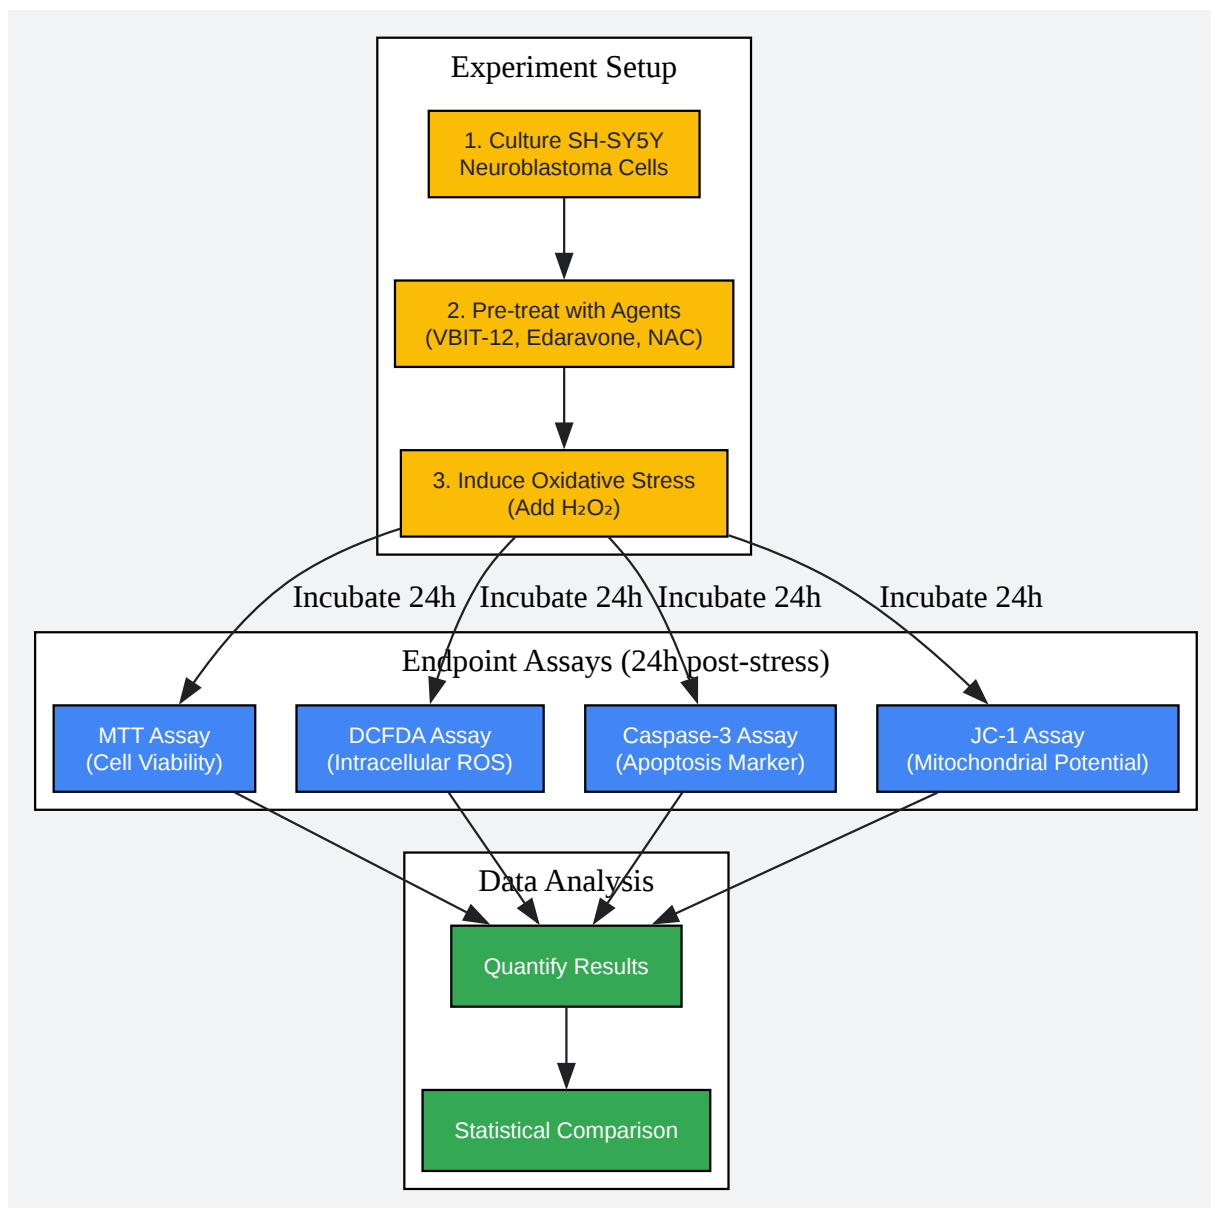 Experiment Setup
1. Culture SH-SY5Y
Neuroblastoma Cells
2. Pre-treat with Agents
(VBIT-12, Edaravone, NAC)
3. Induce Oxidative Stress
(Add H₂O₂)
Incubate 24h
Incubate 24h
Incubate 24h
Incubate 24h
Endpoint Assays (24h post-stress)
MTT Assay
(Cell Viability)
DCFDA Assay
(Intracellular ROS)
Caspase-3 Assay
(Apoptosis Marker)
JC-1 Assay
(Mitochondrial Potential)
Data Analysis
Quantify Results
Statistical Comparison